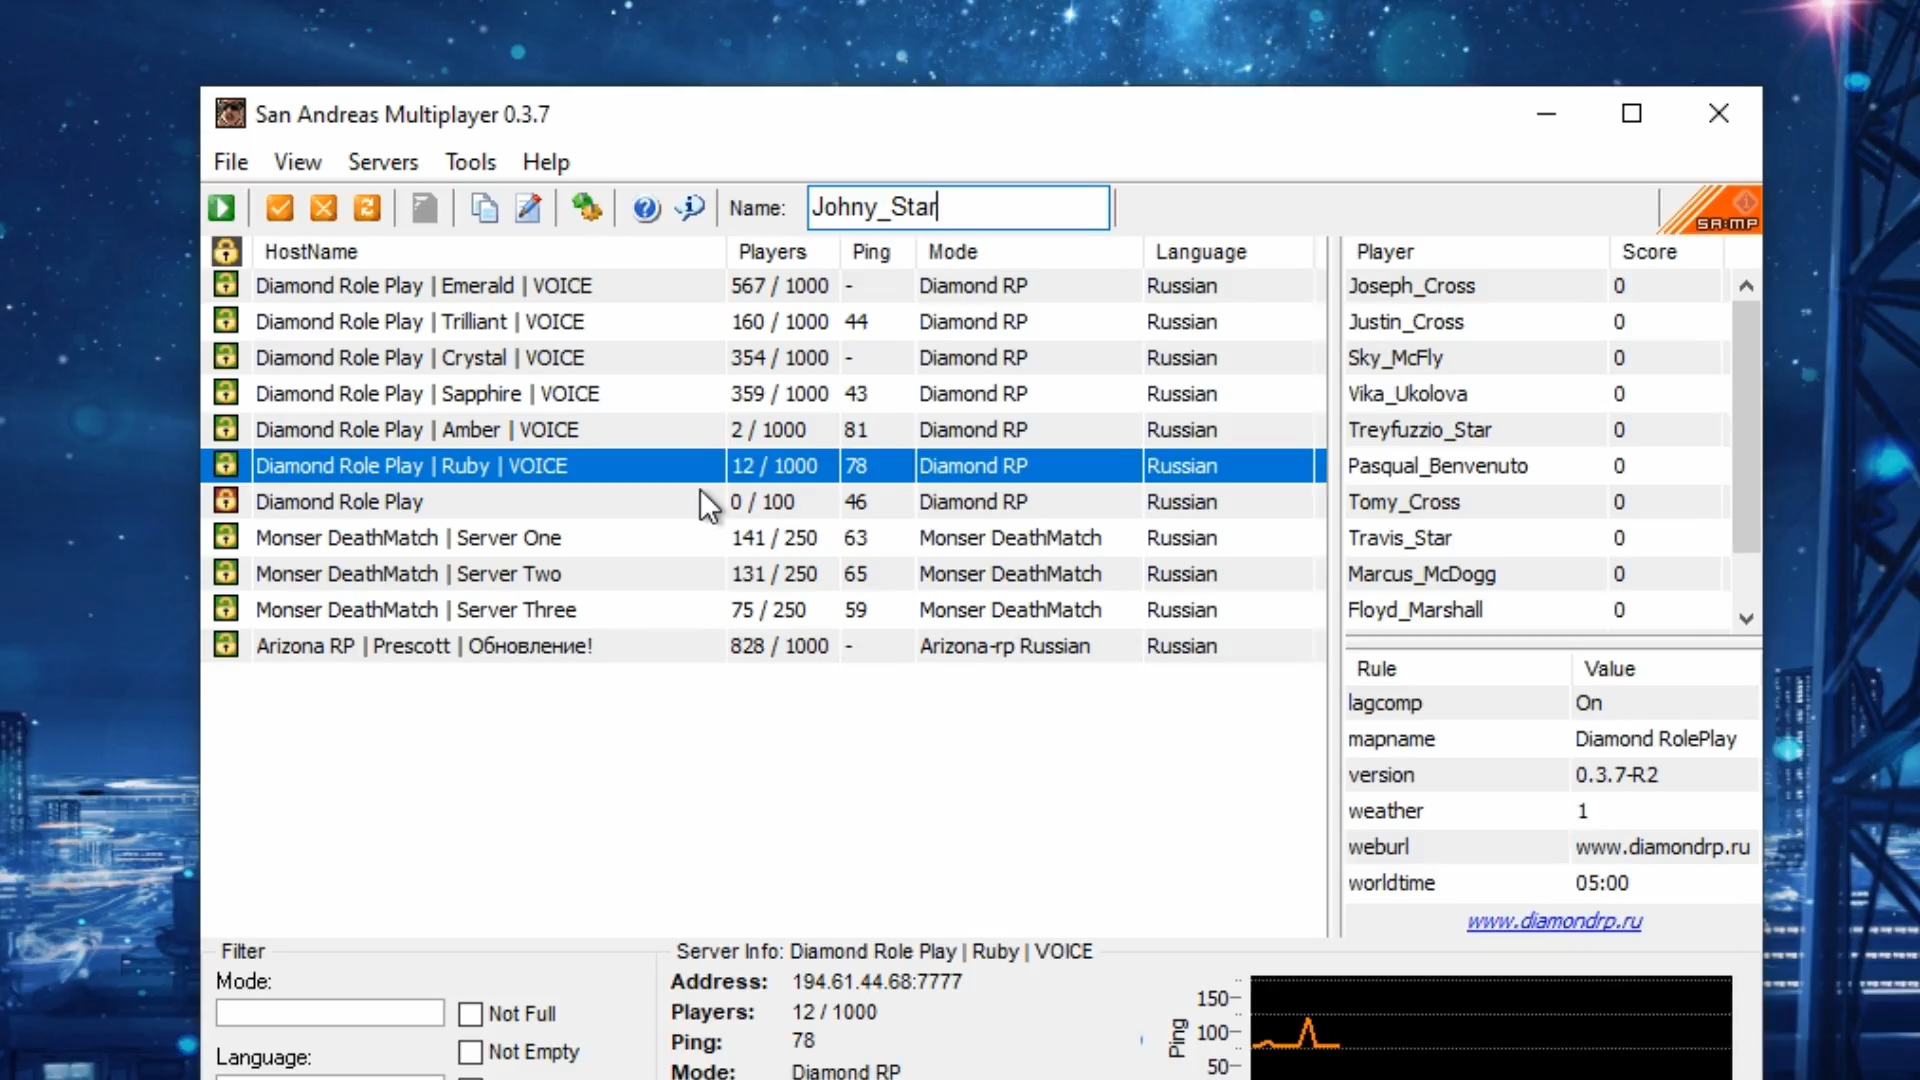 San Andreas Multiplayer 0.3.7
File View Servers Tools Help
Name: Johny_Star
SA:MP
HostName Players Ping Mode Language
Diamond Role Play | Emerald | VOICE 567 / 1000 - Diamond RP Russian
Diamond Role Play | Trilliant | VOICE 160 / 1000 44 Diamond RP Russian
Diamond Role Play | Crystal | VOICE 354 / 1000 - Diamond RP Russian
Diamond Role Play | Sapphire | VOICE 359 / 1000 43 Diamond RP Russian
Diamond Role Play | Amber | VOICE 2 / 1000 81 Diamond RP Russian
Diamond Role Play | Ruby | VOICE 12 / 1000 78 Diamond RP Russian
Diamond Role Play 0 / 100 46 Diamond RP Russian
Monser DeathMatch | Server One 141 / 250 63 Monser DeathMatch Russian
Monser DeathMatch | Server Two 131 / 250 65 Monser DeathMatch Russian
Monser DeathMatch | Server Three 75 / 250 59 Monser DeathMatch Russian
Arizona RP | Prescott | Обновление! 828 / 1000 - Arizona-rp Russian Russian
Player Score
Joseph_Cross 0
Justin_Cross 0
Sky_McFly 0
Vika_Ukolova 0
Treyfuzzio_Star 0
Pasqual_Benvenuto 0
Tomy_Cross 0
Travis_Star 0
Marcus_McDogg 0
Floyd_Marshall 0
Rule Value
lagcomp On
mapname Diamond RolePlay
version 0.3.7-R2
weather 1
weburl www.diamondrp.ru
worldtime 05:00
www.diamondrp.ru
Filter
Mode:
Not Full
Not Empty
Language:
Server Info: Diamond Role Play | Ruby | VOICE
Address: 194.61.44.68:7777
Players: 12 / 1000
Ping: 78
Mode: Diamond RP
Ping
150
100
50